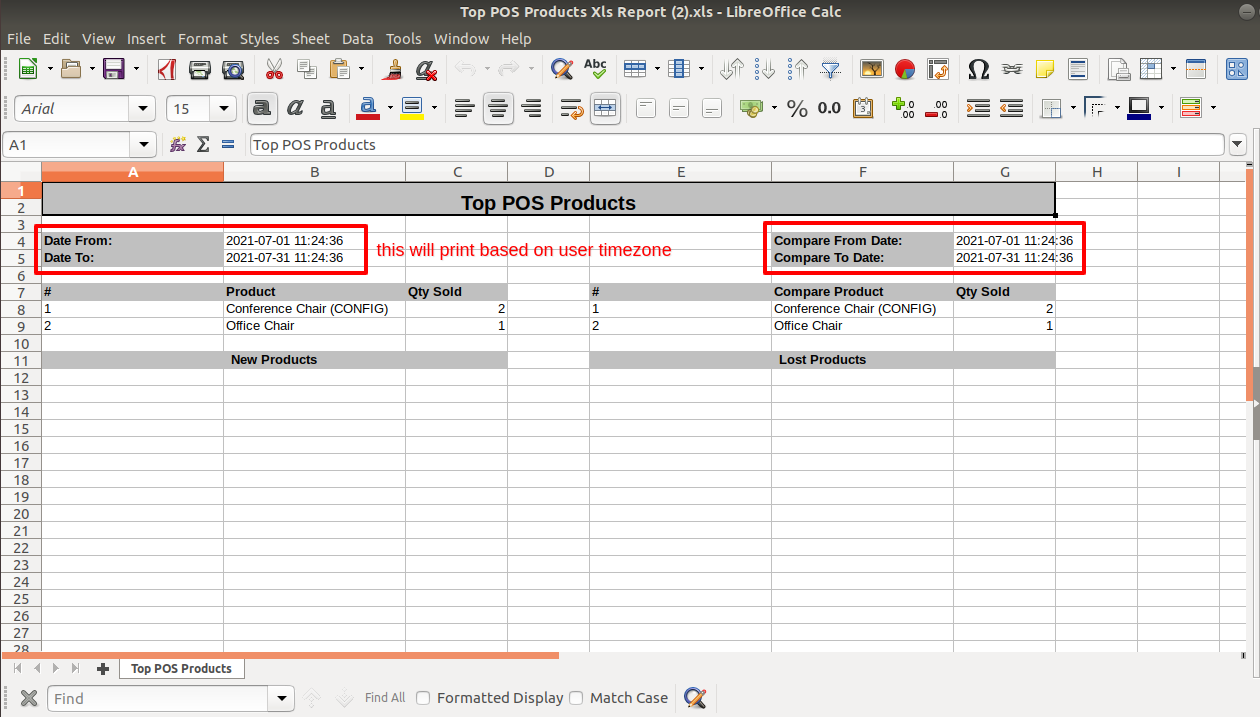 Top POS Products Xls Report (2).xls - LibreOffice Calc
File Edit View Insert Format Styles Sheet Data Tools Window Help
Abc
Arial 15 a a a a % 0.0 .00 .00
A1 fx Σ = Top POS Products
A B C D E F G H I
1
2 Top POS Products
3
4 Date From: 2021-07-01 11:24:36 this will print based on user timezone Compare From Date: 2021-07-01 11:24:36
5 Date To: 2021-07-31 11:24:36 Compare To Date: 2021-07-31 11:24:36
6
7 # Product Qty Sold # Compare Product Qty Sold
8 1 Conference Chair (CONFIG) 2 1 Conference Chair (CONFIG) 2
9 2 Office Chair 1 2 Office Chair 1
10
11 New Products Lost Products
12
13
14
15
16
17
18
19
20
21
22
23
24
25
26
27
28
Top POS Products
Find Find All Formatted Display Match Case